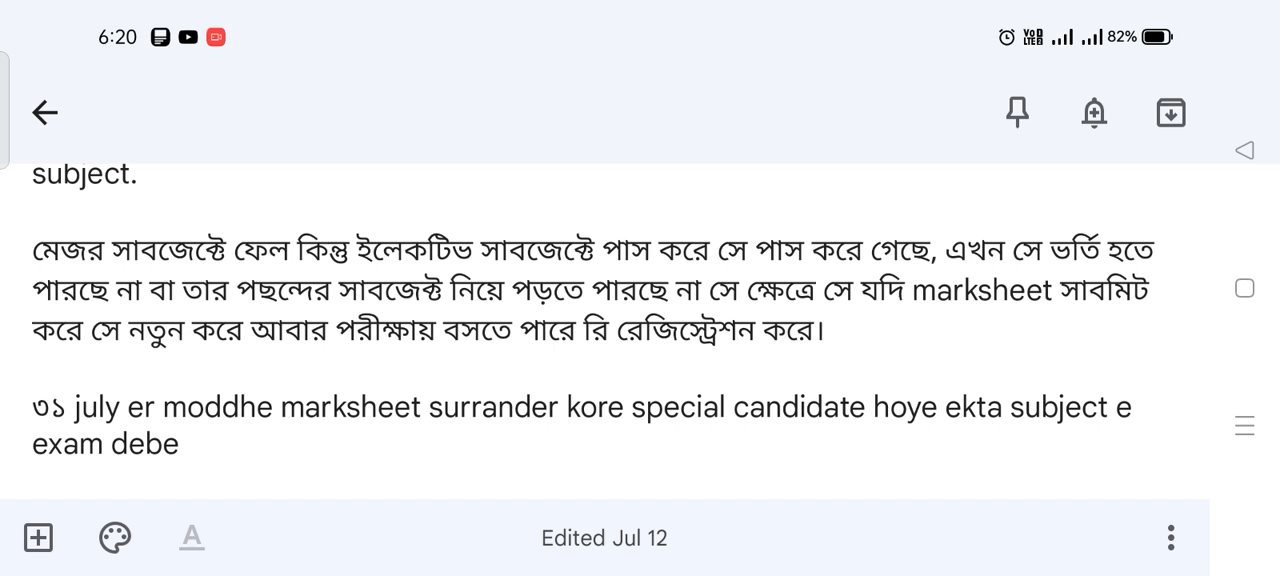 6:20
VoD LTED 82%
subject.
মেজর সাবজেক্টে ফেল কিন্তু ইলেকটিভ সাবজেক্টে পাস করে সে পাস করে গেছে, এখন সে ভর্তি হতে
পারছে না বা তার পছন্দের সাবজেক্ট নিয়ে পড়তে পারছে না সে ক্ষেত্রে সে যদি marksheet সাবমিট
করে সে নতুন করে আবার পরীক্ষায় বসতে পারে রি রেজিস্ট্রেশন করে।
৩১ july er moddhe marksheet surrander kore special candidate hoye ekta subject e
exam debe
A
Edited Jul 12